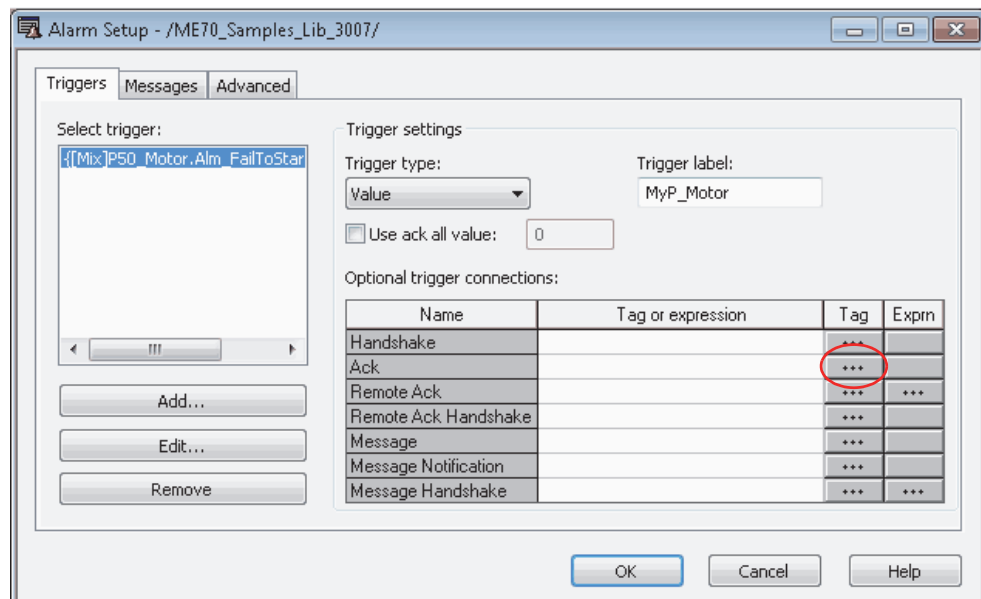 Alarm Setup - /ME70_Samples_Lib_3007/
Triggers Messages Advanced
Select trigger:
{[Mix]P50_Motor.Alm_FailToStar
Add...
Edit...
Remove
Trigger settings
Trigger type:
Trigger label:
Value
MyP_Motor
Use ack all value:
0
Optional trigger connections:
Name Tag or expression Tag Exprn
Handshake ...
Ack ...
Remote Ack ... ...
Remote Ack Handshake ...
Message ...
Message Notification ...
Message Handshake ... ...
OK Cancel Help